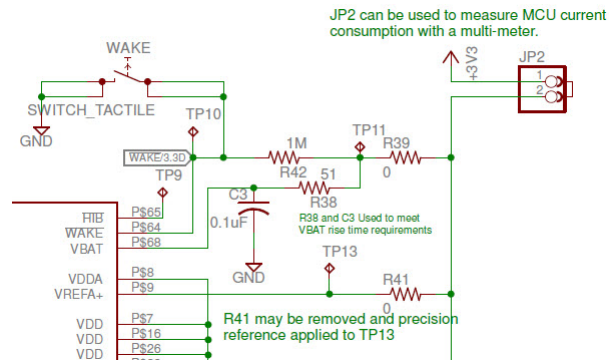 JP2 can be used to measure MCU current
consumption with a multi-meter.
WAKE
+3V3
JP2
1
2
SWITCH_TACTILE
GND
TP10
WAKE/3.3D
1M
R42
TP11
R39
0
TP9
C3
0.1uF
51
R38
R38 and C3 Used to meet
VBAT rise time requirements
GND
HIB P$65
WAKE P$64
VBAT P$68
TP13
VDDA P$8
VREFA+ P$9
R41
0
R41 may be removed and precision
reference applied to TP13
VDD P$7
VDD P$16
VDD P$26